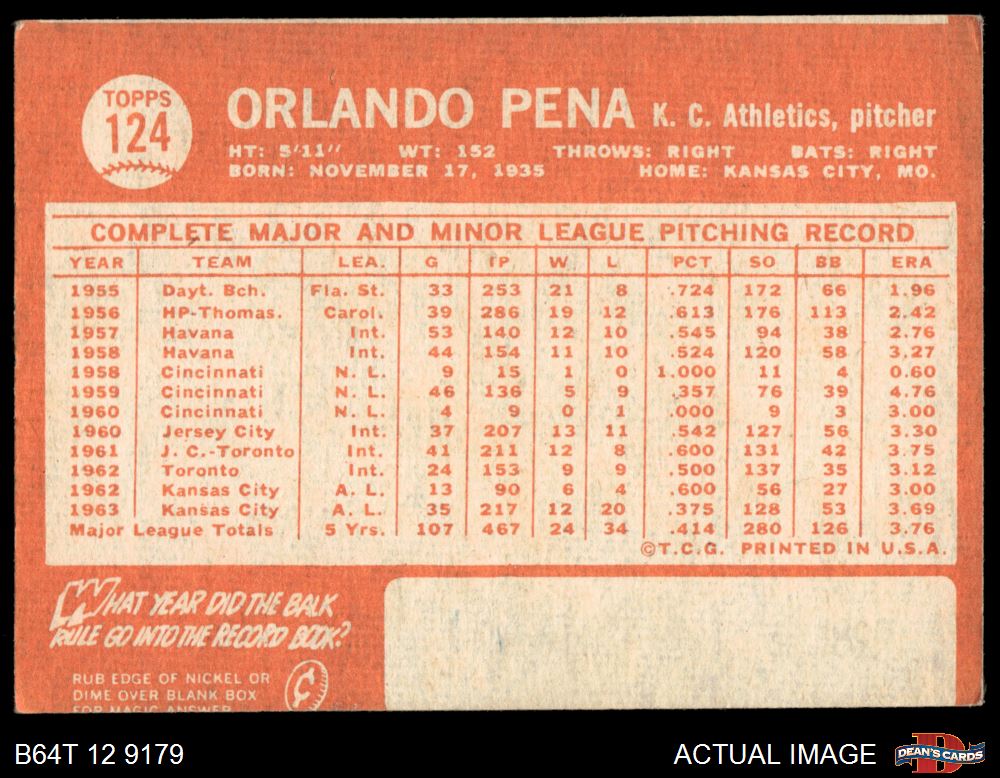 TOPPS
124
ORLANDO PENA K. C. Athletics, pitcher
HT: 5'11" WT: 152 THROWS: RIGHT BATS: RIGHT
BORN: NOVEMBER 17, 1935 HOME: KANSAS CITY, MO.
COMPLETE MAJOR AND MINOR LEAGUE PITCHING RECORD
YEAR TEAM LEA. G IP W L PCT SO BB ERA
1955 Dayt. Bch. Fla. St. 33 253 21 8 .724 172 66 1.96
1956 HP-Thomas. Carol. 39 286 19 12 .613 176 113 2.42
1957 Havana Int. 53 140 12 10 .545 94 38 2.76
1958 Havana Int. 44 154 11 10 .524 120 58 3.27
1958 Cincinnati N. L. 9 15 1 0 1.000 11 4 0.60
1959 Cincinnati N. L. 46 136 5 9 .357 76 39 4.76
1960 Cincinnati N. L. 4 9 0 1 .000 9 3 3.00
1960 Jersey City Int. 37 207 13 11 .542 127 56 3.30
1961 J. C.-Toronto Int. 41 211 12 8 .600 131 42 3.75
1962 Toronto Int. 24 153 9 9 .500 137 35 3.12
1962 Kansas City A. L. 13 90 6 4 .600 56 27 3.00
1963 Kansas City A. L. 35 217 12 20 .375 128 53 3.69
Major League Totals 5 Yrs. 107 467 24 34 .414 280 126 3.76
©T.C.G. PRINTED IN U.S.A.
WHAT YEAR DID THE BALK
RULE GO INTO THE RECORD BOOK?
RUB EDGE OF NICKEL OR
DIME OVER BLANK BOX
FOR MAGIC ANSWER
¢
B64T 12 9179 ACTUAL IMAGE
DEAN'S CARDS